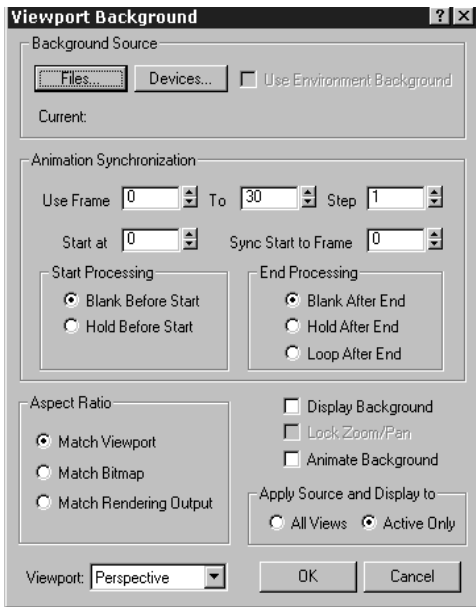 Viewport Background
Background Source
Files... Devices... Use Environment Background
Current:
Animation Synchronization
Use Frame 0 To 30 Step 1
Start at 0 Sync Start to Frame 0
Start Processing
Blank Before Start
Hold Before Start
End Processing
Blank After End
Hold After End
Loop After End
Aspect Ratio
Match Viewport
Match Bitmap
Match Rendering Output
Display Background
Lock Zoom/Pan
Animate Background
Apply Source and Display to
All Views Active Only
Viewport: Perspective OK Cancel